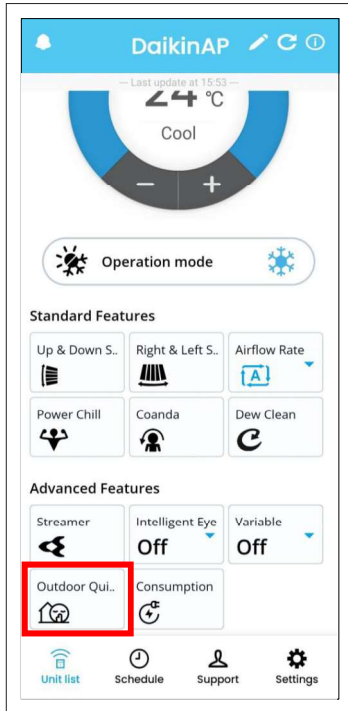 DaikinAP
Last update at 15:53
24 °C
Cool
− +
Operation mode
Standard Features
Up & Down S..
Right & Left S..
Airflow Rate
A
Power Chill
Coanda
Dew Clean
Advanced Features
Streamer
Intelligent Eye
Off
Variable
Off
Outdoor Qui..
Consumption
Unit list
Schedule
Support
Settings